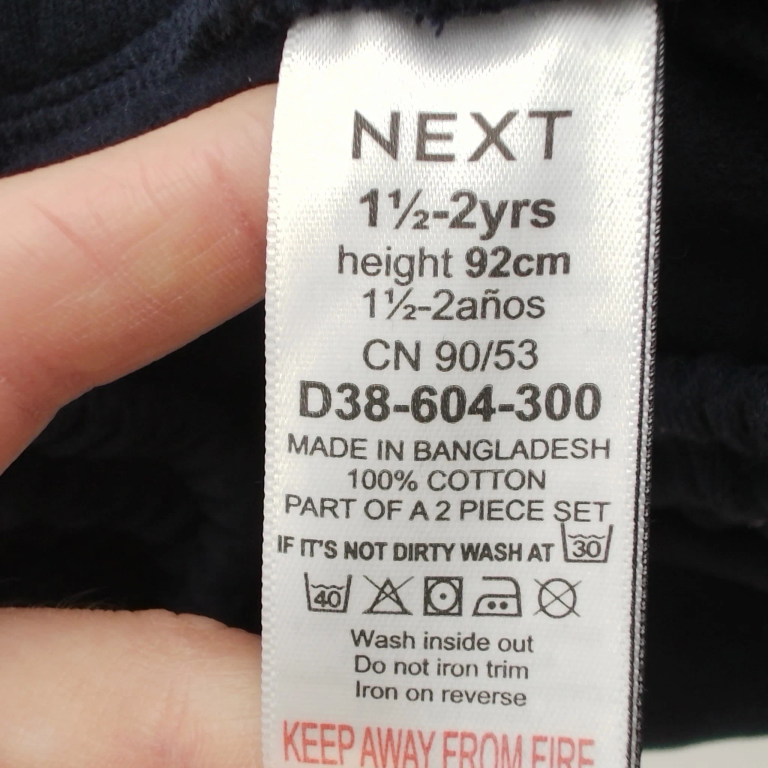 NEXT
1½-2yrs
height 92cm
1½-2años
CN 90/53
D38-604-300
MADE IN BANGLADESH
100% COTTON
PART OF A 2 PIECE SET
IF IT'S NOT DIRTY WASH AT 30
40
Wash inside out
Do not iron trim
Iron on reverse
KEEP AWAY FROM FIRE